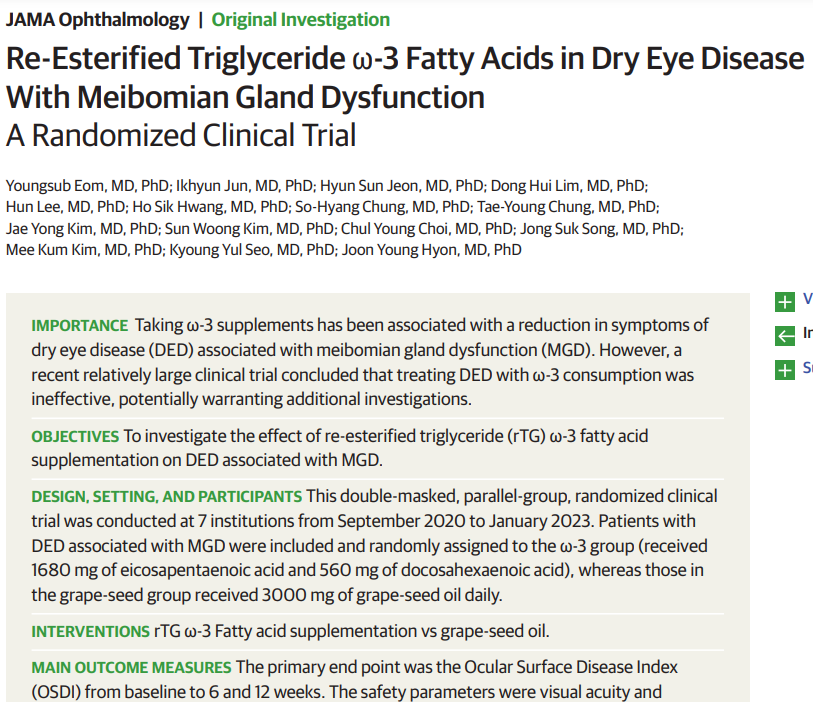 JAMA Ophthalmology | Original Investigation
Re-Esterified Triglyceride ω-3 Fatty Acids in Dry Eye Disease
With Meibomian Gland Dysfunction
A Randomized Clinical Trial
Youngsub Eom, MD, PhD; Ikhyun Jun, MD, PhD; Hyun Sun Jeon, MD, PhD; Dong Hui Lim, MD, PhD;
Hun Lee, MD, PhD; Ho Sik Hwang, MD, PhD; So-Hyang Chung, MD, PhD; Tae-Young Chung, MD, PhD;
Jae Yong Kim, MD, PhD; Sun Woong Kim, MD, PhD; Chul Young Choi, MD, PhD; Jong Suk Song, MD, PhD;
Mee Kum Kim, MD, PhD; Kyoung Yul Seo, MD, PhD; Joon Young Hyon, MD, PhD
IMPORTANCE Taking ω-3 supplements has been associated with a reduction in symptoms of
dry eye disease (DED) associated with meibomian gland dysfunction (MGD). However, a
recent relatively large clinical trial concluded that treating DED with ω-3 consumption was
ineffective, potentially warranting additional investigations.
OBJECTIVES To investigate the effect of re-esterified triglyceride (rTG) ω-3 fatty acid
supplementation on DED associated with MGD.
DESIGN, SETTING, AND PARTICIPANTS This double-masked, parallel-group, randomized clinical
trial was conducted at 7 institutions from September 2020 to January 2023. Patients with
DED associated with MGD were included and randomly assigned to the ω-3 group (received
1680 mg of eicosapentaenoic acid and 560 mg of docosahexaenoic acid), whereas those in
the grape-seed group received 3000 mg of grape-seed oil daily.
INTERVENTIONS rTG ω-3 Fatty acid supplementation vs grape-seed oil.
MAIN OUTCOME MEASURES The primary end point was the Ocular Surface Disease Index
(OSDI) from baseline to 6 and 12 weeks. The safety parameters were visual acuity and